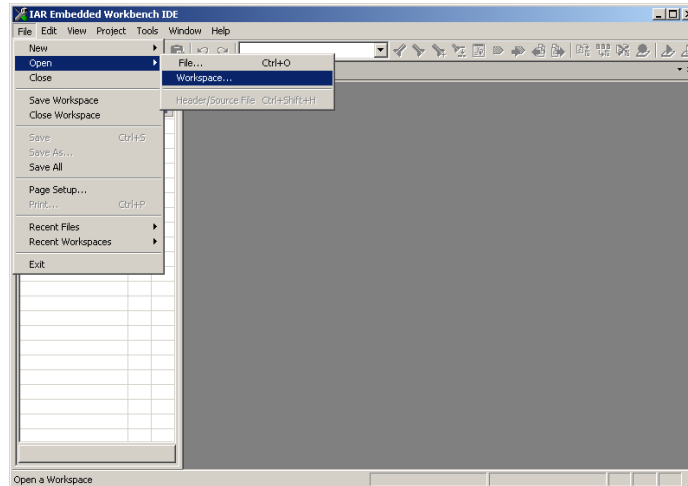 IAR Embedded Workbench IDE
File Edit View Project Tools Window Help
New
Open
Close
Save Workspace
Close Workspace
Save Ctrl+S
Save As...
Save All
Page Setup...
Print... Ctrl+P
Recent Files
Recent Workspaces
Exit
File... Ctrl+O
Workspace...
Header/Source File Ctrl+Shift+H
Open a Workspace